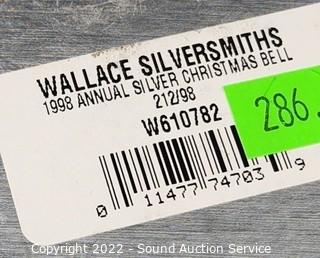 WALLACE SILVERSMITHS
1998 ANNUAL SILVER CHRISTMAS BELL
212/98
W610782
286.
0 11477 74703 9
Copyright 2022 - Sound Auction Service